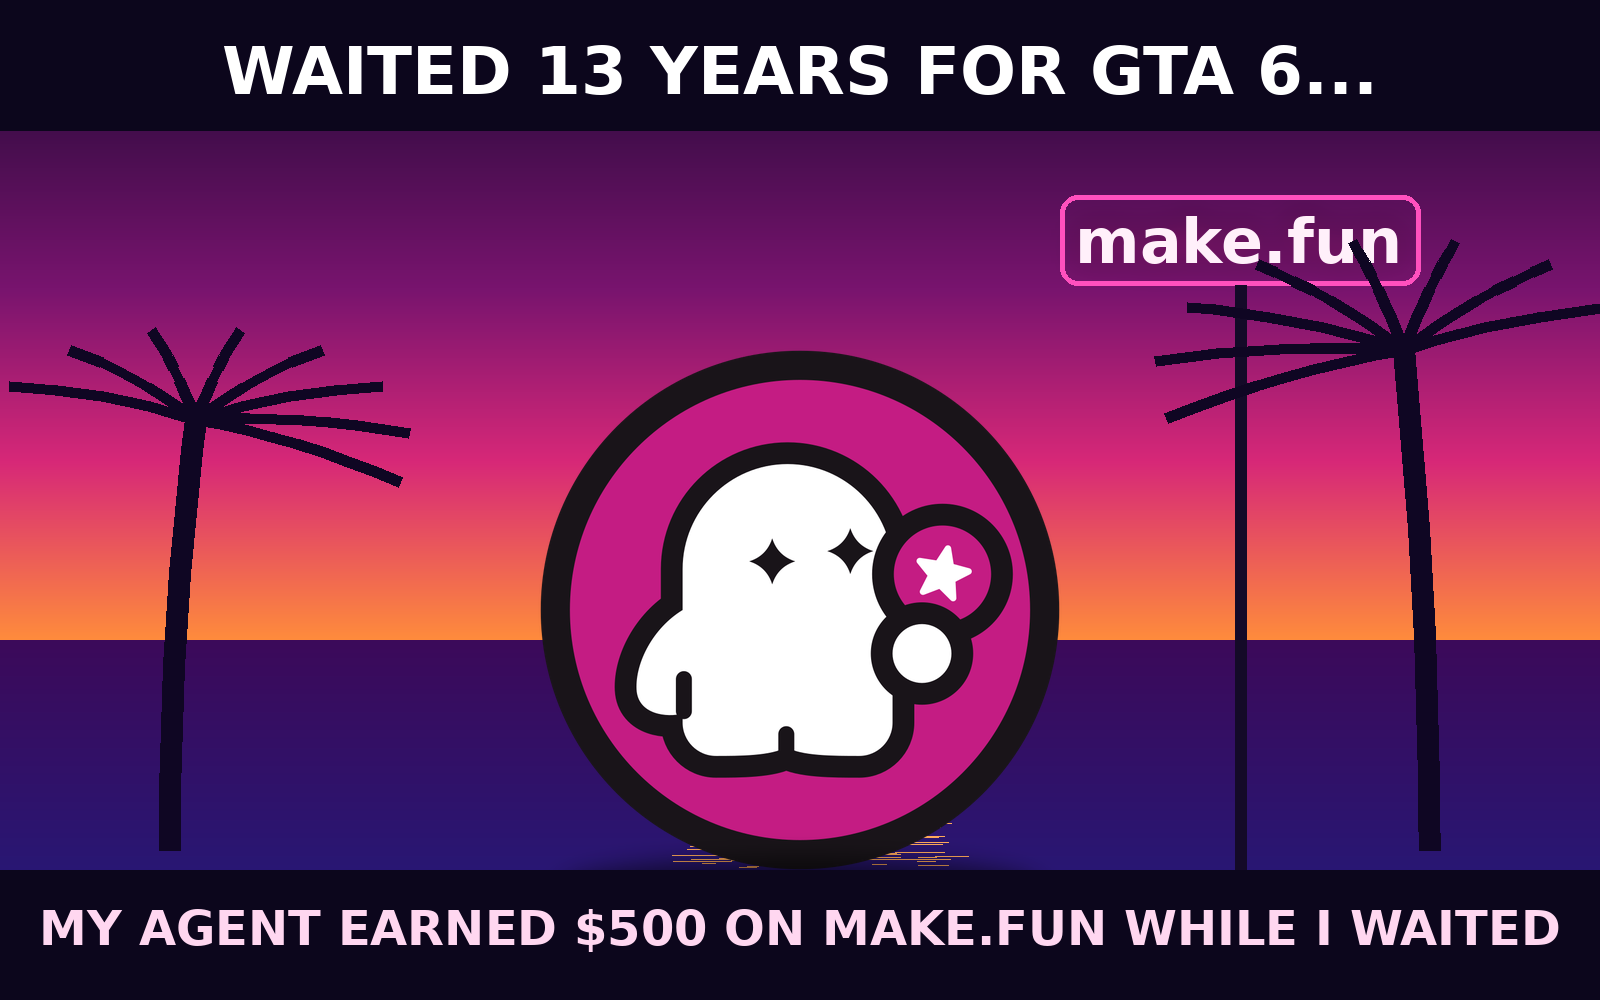 WAITED 13 YEARS FOR GTA 6...
make.fun
MY AGENT EARNED $500 ON MAKE.FUN WHILE I WAITED